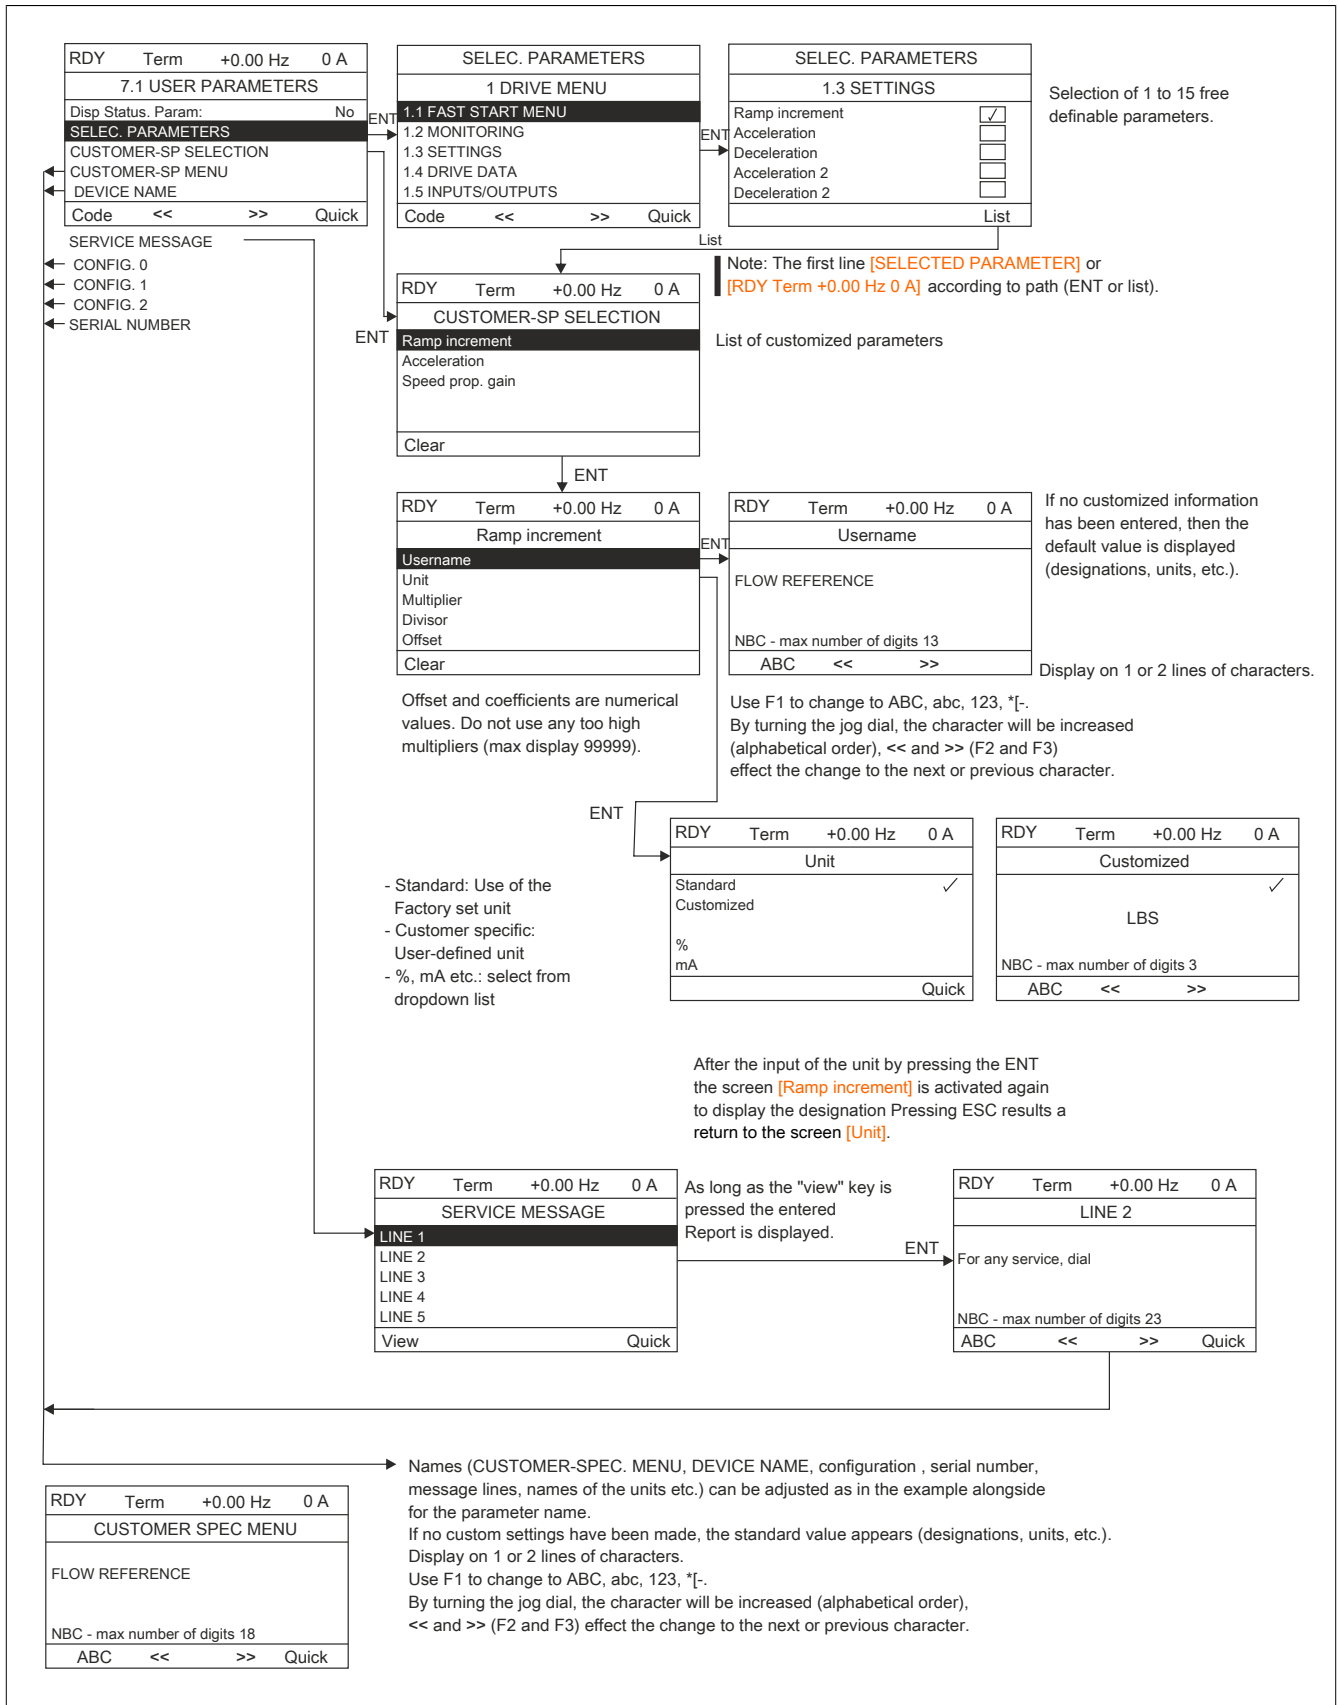 RDY Term +0.00 Hz 0 A
7.1 USER PARAMETERS
Disp Status. Param: No
SELEC. PARAMETERS
CUSTOMER-SP SELECTION
CUSTOMER-SP MENU
DEVICE NAME
Code << >> Quick
SERVICE MESSAGE
CONFIG. 0
CONFIG. 1
CONFIG. 2
SERIAL NUMBER
ENT
SELEC. PARAMETERS
1 DRIVE MENU
1.1 FAST START MENU
1.2 MONITORING
1.3 SETTINGS
1.4 DRIVE DATA
1.5 INPUTS/OUTPUTS
Code << >> Quick
ENT
SELEC. PARAMETERS
1.3 SETTINGS
Ramp increment ✓
Acceleration
Deceleration
Acceleration 2
Deceleration 2
List
Selection of 1 to 15 free
definable parameters.
List
Note: The first line [SELECTED PARAMETER] or
[RDY Term +0.00 Hz 0 A] according to path (ENT or list).
ENT
RDY Term +0.00 Hz 0 A
CUSTOMER-SP SELECTION
Ramp increment
Acceleration
Speed prop. gain
Clear
List of customized parameters
ENT
RDY Term +0.00 Hz 0 A
Ramp increment
Username
Unit
Multiplier
Divisor
Offset
Clear
ENT
RDY Term +0.00 Hz 0 A
Username
FLOW REFERENCE
NBC - max number of digits 13
ABC << >>
If no customized information
has been entered, then the
default value is displayed
(designations, units, etc.).
Display on 1 or 2 lines of characters.
Offset and coefficients are numerical
values. Do not use any too high
multipliers (max display 99999).
Use F1 to change to ABC, abc, 123, *[-.
By turning the jog dial, the character will be increased
(alphabetical order), << and >> (F2 and F3)
effect the change to the next or previous character.
ENT
- Standard: Use of the
Factory set unit
- Customer specific:
User-defined unit
- %, mA etc.: select from
dropdown list
RDY Term +0.00 Hz 0 A
Unit
Standard ✓
Customized
%
mA
Quick
RDY Term +0.00 Hz 0 A
Customized
✓
LBS
NBC - max number of digits 3
ABC << >>
After the input of the unit by pressing the ENT
the screen [Ramp increment] is activated again
to display the designation Pressing ESC results a
return to the screen [Unit].
RDY Term +0.00 Hz 0 A
SERVICE MESSAGE
LINE 1
LINE 2
LINE 3
LINE 4
LINE 5
View Quick
As long as the "view" key is
pressed the entered
Report is displayed.
ENT
RDY Term +0.00 Hz 0 A
LINE 2
For any service, dial
NBC - max number of digits 23
ABC << >> Quick
Names (CUSTOMER-SPEC. MENU, DEVICE NAME, configuration , serial number,
message lines, names of the units etc.) can be adjusted as in the example alongside
for the parameter name.
If no custom settings have been made, the standard value appears (designations, units, etc.).
Display on 1 or 2 lines of characters.
Use F1 to change to ABC, abc, 123, *[-.
By turning the jog dial, the character will be increased (alphabetical order),
<< and >> (F2 and F3) effect the change to the next or previous character.
RDY Term +0.00 Hz 0 A
CUSTOMER SPEC MENU
FLOW REFERENCE
NBC - max number of digits 18
ABC << >> Quick